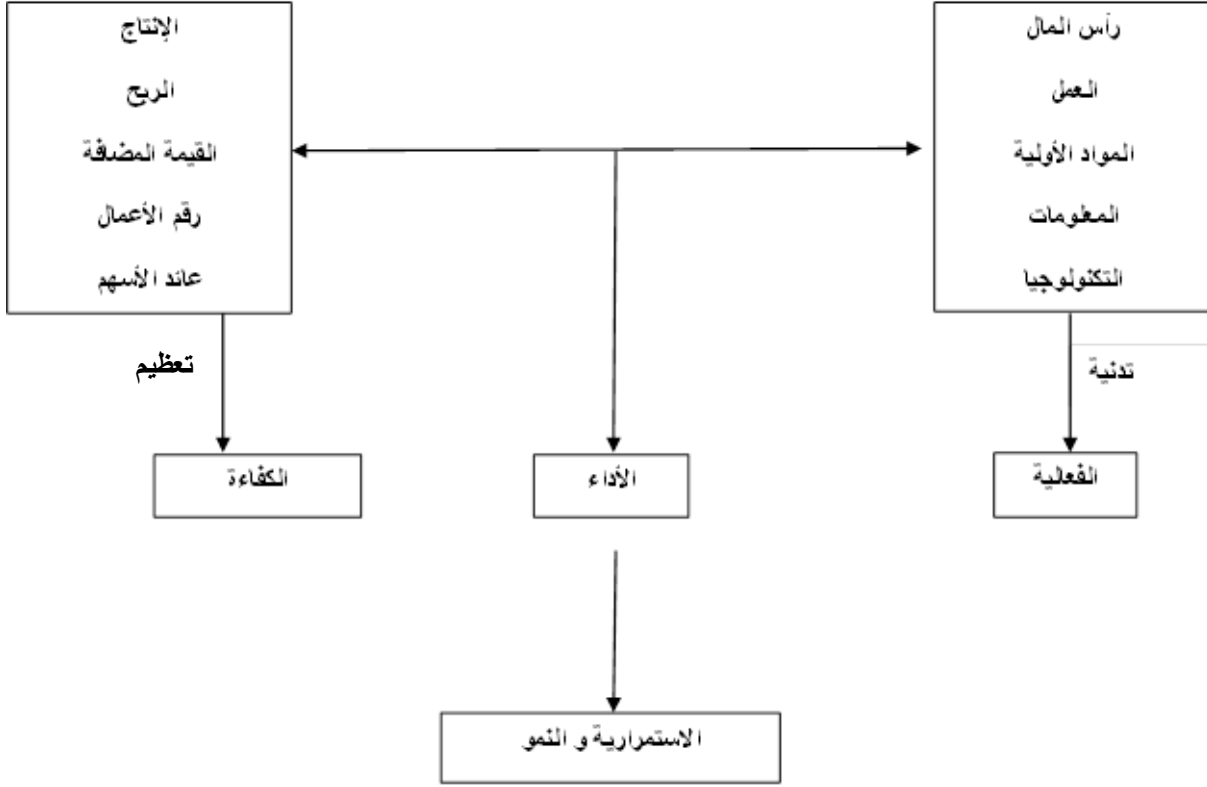 رأس المال
العمل
المواد الأولية
المعلومات
التكنولوجيا
الإنتاج
الربح
القيمة المضافة
رقم الأعمال
عائد الأسهم
تدنية
تعظيم
الفعالية
الأداء
الكفاءة
الاستمرارية و النمو